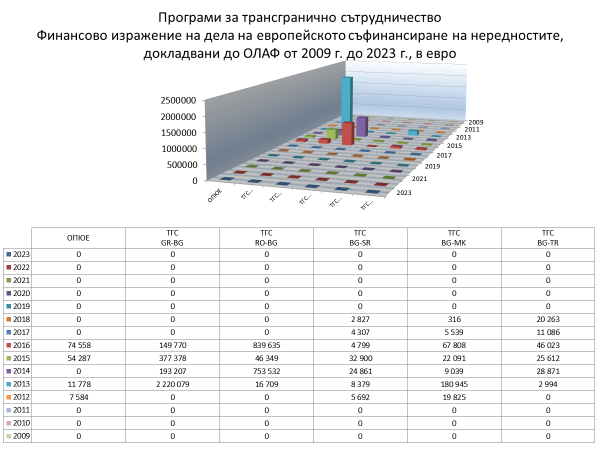 Програми за трансгранично сътрудничество
Финансово изражение на дела на европейското съфинансиране на нередностите,
докладвани до ОЛАФ от 2009 г. до 2023 г., в евро
2500000
2000000
1500000
1000000
500000
0
2009
2011
2013
2015
2017
2019
2021
2023
ОПЮЕ
ТГС...
ТГС...
ТГС...
ТГС...
ТГС...
ОПЮЕ ТГС GR-BG ТГС RO-BG ТГС BG-SR ТГС BG-MK ТГС BG-TR
2023 0 0 0 0 0 0
2022 0 0 0 0 0 0
2021 0 0 0 0 0 0
2020 0 0 0 0 0 0
2019 0 0 0 0 0 0
2018 0 0 0 2 827 316 20 263
2017 0 0 0 4 307 5 539 11 086
2016 74 558 149 770 839 635 4 799 67 808 46 023
2015 54 287 377 378 46 349 32 900 22 091 25 612
2014 0 193 207 753 532 24 861 9 039 28 871
2013 11 778 2 220 079 16 709 8 379 180 945 2 994
2012 7 584 0 0 5 692 19 825 0
2011 0 0 0 0 0 0
2010 0 0 0 0 0 0
2009 0 0 0 0 0 0